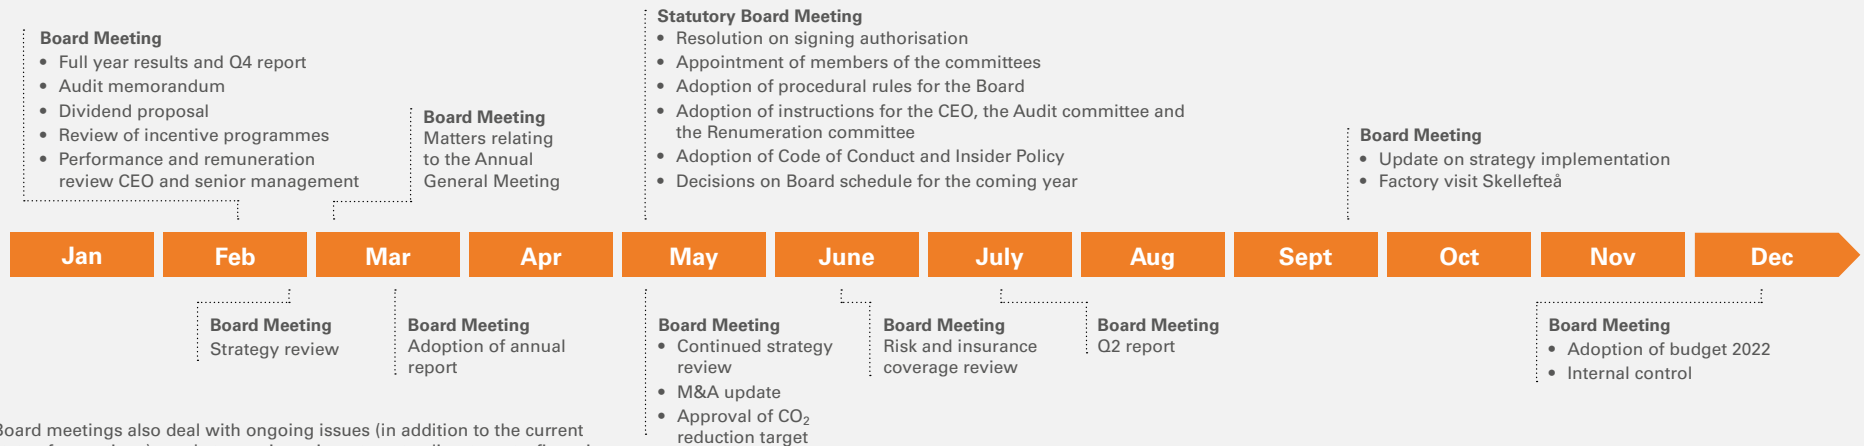 Board Meeting
• Full year results and Q4 report
• Audit memorandum
• Dividend proposal
• Review of incentive programmes
• Performance and remuneration
review CEO and senior management
Board Meeting
Matters relating
to the Annual
General Meeting
Statutory Board Meeting
• Resolution on signing authorisation
• Appointment of members of the committees
• Adoption of procedural rules for the Board
• Adoption of instructions for the CEO, the Audit committee and
the Renumeration committee
• Adoption of Code of Conduct and Insider Policy
• Decisions on Board schedule for the coming year
Board Meeting
• Update on strategy implementation
• Factory visit Skellefteå
Jan
Feb
Mar
Apr
May
June
July
Aug
Sept
Oct
Nov
Dec
Board Meeting
Strategy review
Board Meeting
Adoption of annual
report
Board Meeting
• Continued strategy
review
• M&A update
• Approval of CO₂
reduction target
Board Meeting
Risk and insurance
coverage review
Board Meeting
Q2 report
Board Meeting
• Adoption of budget 2022
• Internal control
Board meetings also deal with ongoing issues (in addition to the current